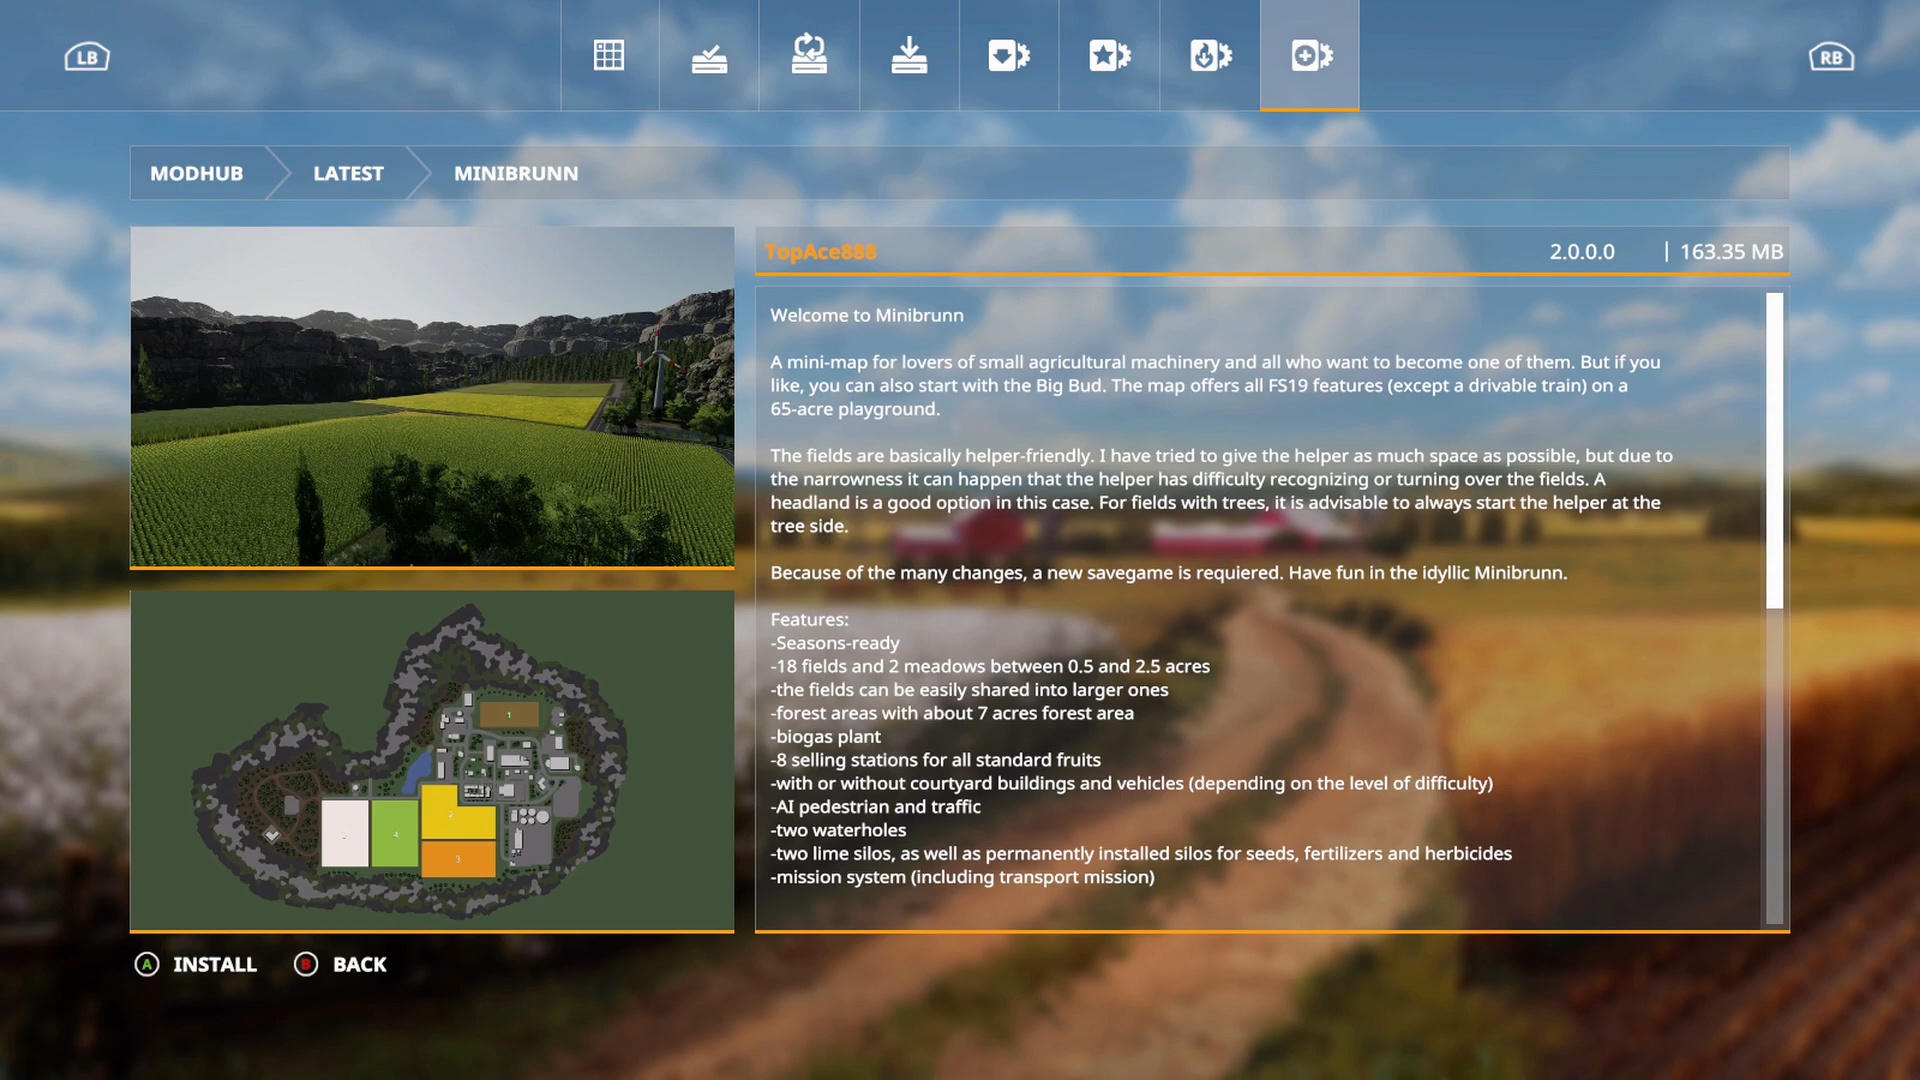 LB
RB
MODHUB
LATEST
MINIBRUNN
TopAce888
2.0.0.0 | 163.35 MB
Welcome to Minibrunn
A mini-map for lovers of small agricultural machinery and all who want to become one of them. But if you
like, you can also start with the Big Bud. The map offers all FS19 features (except a drivable train) on a
65-acre playground.
The fields are basically helper-friendly. I have tried to give the helper as much space as possible, but due to
the narrowness it can happen that the helper has difficulty recognizing or turning over the fields. A
headland is a good option in this case. For fields with trees, it is advisable to always start the helper at the
tree side.
Because of the many changes, a new savegame is requiered. Have fun in the idyllic Minibrunn.
Features:
-Seasons-ready
-18 fields and 2 meadows between 0.5 and 2.5 acres
-the fields can be easily shared into larger ones
-forest areas with about 7 acres forest area
-biogas plant
-8 selling stations for all standard fruits
-with or without courtyard buildings and vehicles (depending on the level of difficulty)
-AI pedestrian and traffic
-two waterholes
-two lime silos, as well as permanently installed silos for seeds, fertilizers and herbicides
-mission system (including transport mission)
1
2
4
3
A INSTALL
B BACK